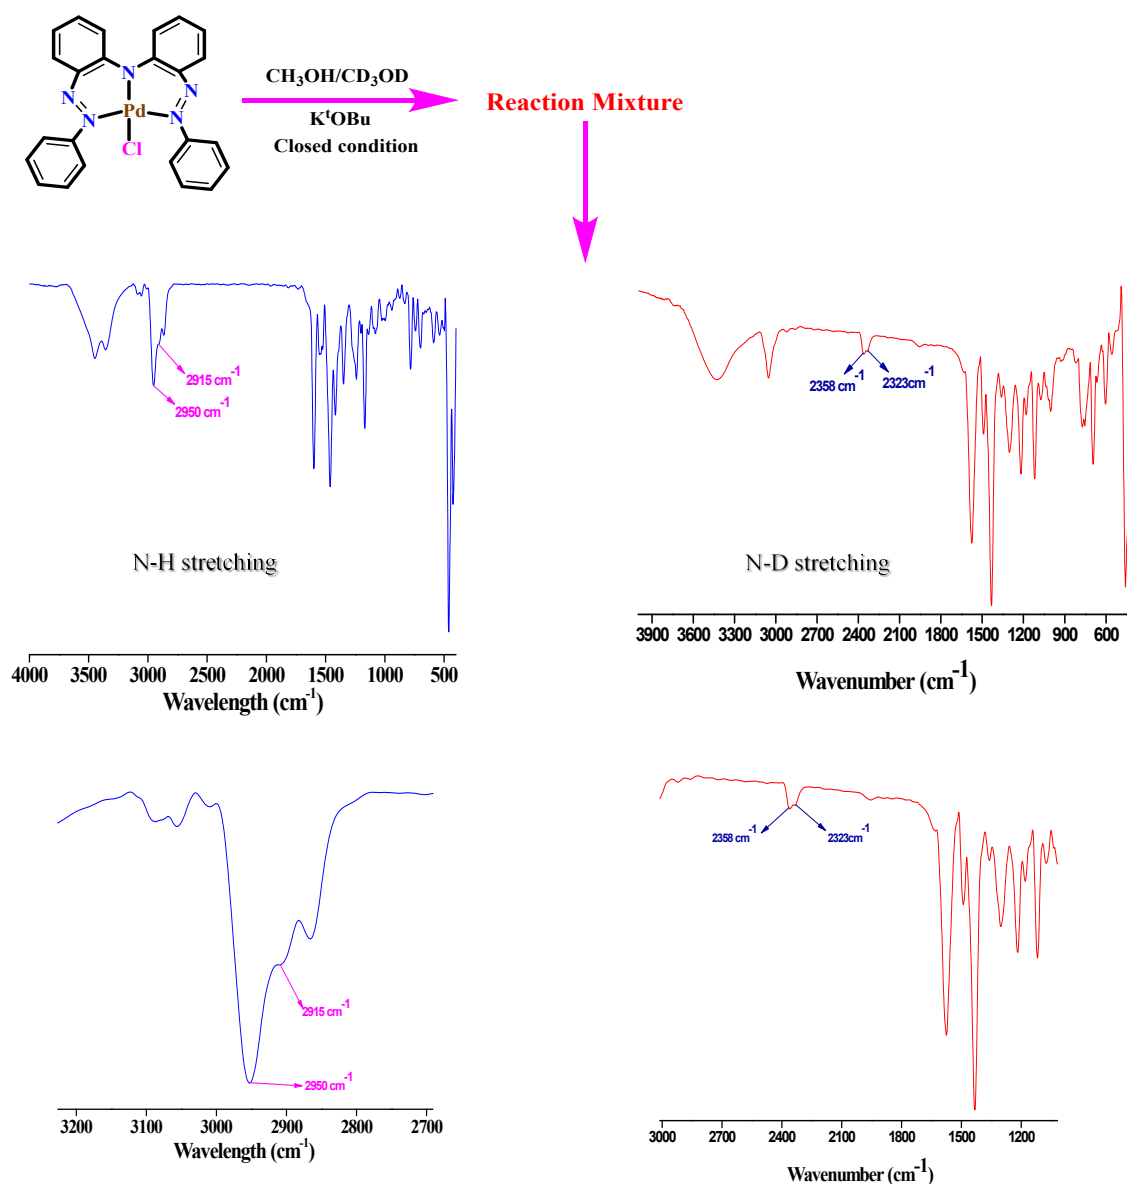 N
N
N
N
N
Pd
Cl
CH₃OH/CD₃OD
KᵗOBu
Closed condition
Reaction Mixture
2915 cm⁻¹
2950 cm⁻¹
N-H stretching
4000 3500 3000 2500 2000 1500 1000 500
Wavelength (cm⁻¹)
2358 cm⁻¹
2323cm⁻¹
N-D stretching
3900 3600 3300 3000 2700 2400 2100 1800 1500 1200 900 600
Wavenumber (cm⁻¹)
2915 cm⁻¹
2950 cm⁻¹
3200 3100 3000 2900 2800 2700
Wavelength (cm⁻¹)
2358 cm⁻¹
2323cm⁻¹
3000 2700 2400 2100 1800 1500 1200
Wavenumber (cm⁻¹)